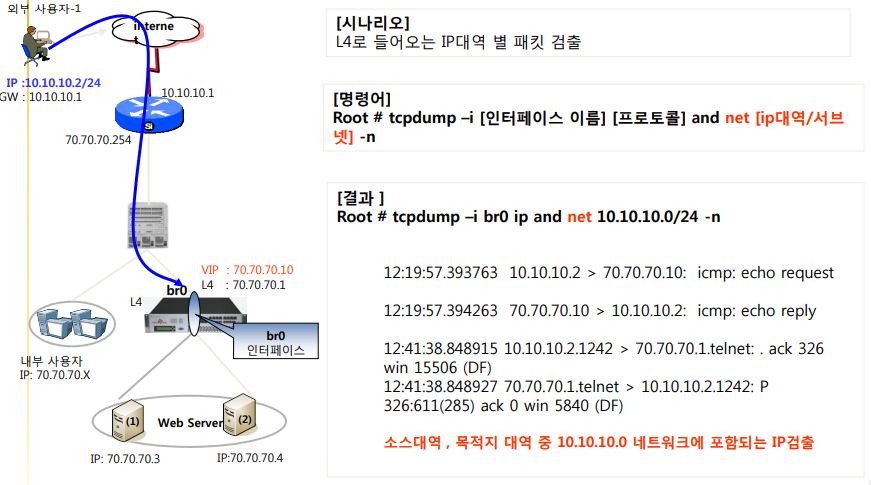 외부 사용자-1
interne
t
IP :10.10.10.2/24
GW : 10.10.10.1
10.10.10.1
SI
70.70.70.254
VIP : 70.70.70.10
L4 : 70.70.70.1
br0
L4
br0
인터페이스
내부 사용자
IP: 70.70.70.X
(1)
Web Server
(2)
IP: 70.70.70.3
IP:70.70.70.4
[시나리오]
L4로 들어오는 IP대역 별 패킷 검출
[명령어]
Root # tcpdump –i [인터페이스 이름] [프로토콜] and net [ip대역/서브
넷] -n
[결과 ]
Root # tcpdump –i br0 ip and net 10.10.10.0/24 -n
12:19:57.393763 10.10.10.2 > 70.70.70.10: icmp: echo request
12:19:57.394263 70.70.70.10 > 10.10.10.2: icmp: echo reply
12:41:38.848915 10.10.10.2.1242 > 70.70.70.1.telnet: . ack 326
win 15506 (DF)
12:41:38.848927 70.70.70.1.telnet > 10.10.10.2.1242: P
326:611(285) ack 0 win 5840 (DF)
소스대역 , 목적지 대역 중 10.10.10.0 네트워크에 포함되는 IP검출